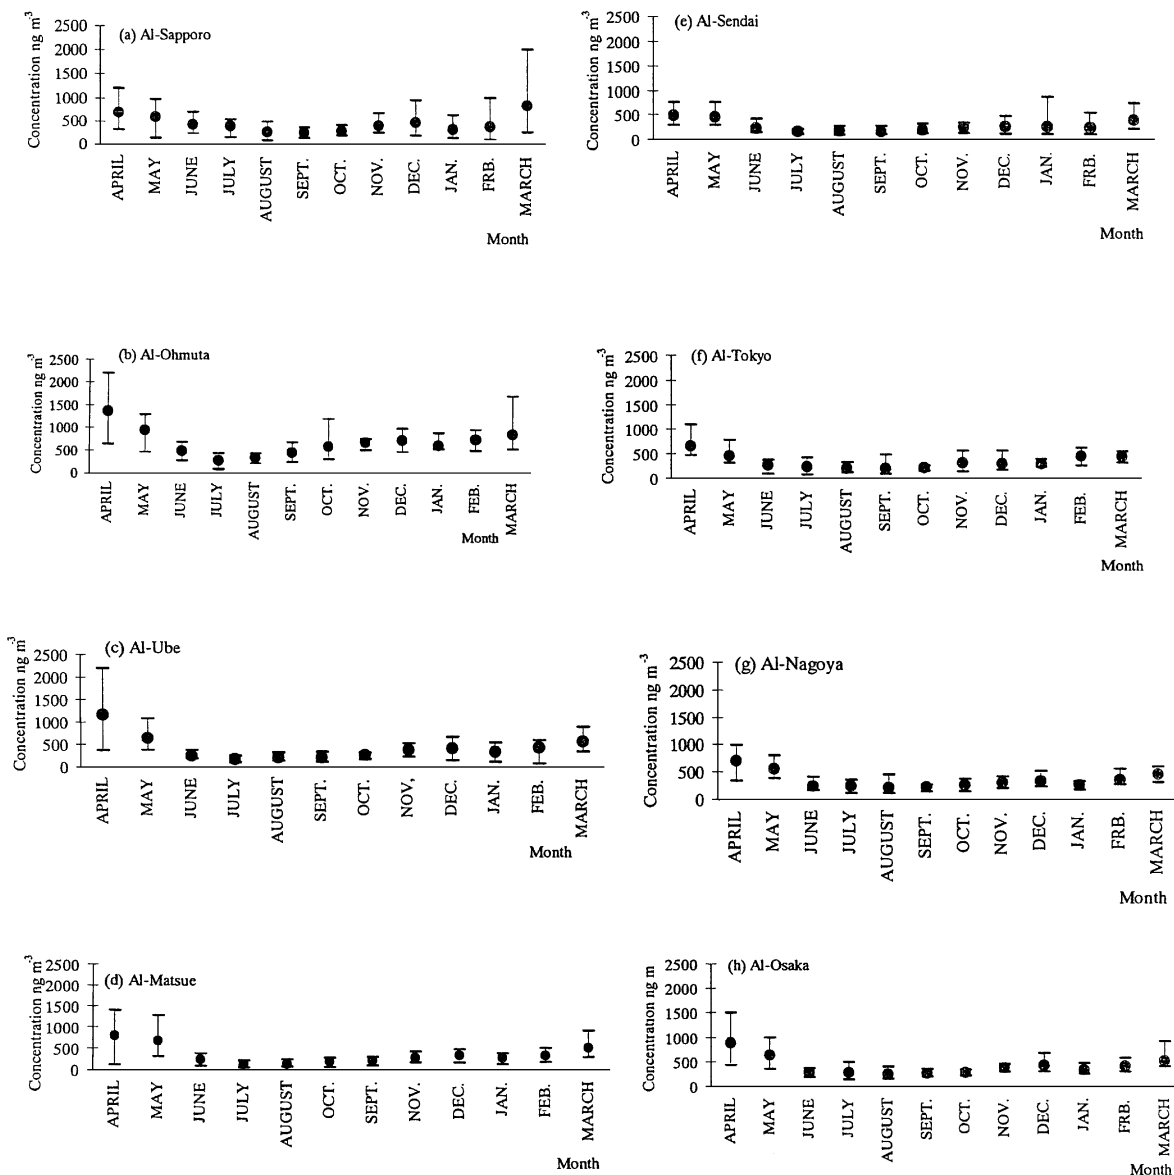 (a) Al-Sapporo
Concentration ng m⁻³
2500
2000
1500
1000
500
0
APRIL
MAY
JUNE
JULY
AUGUST
SEPT.
OCT.
NOV.
DEC.
JAN.
FRB.
MARCH
Month
(b) Al-Ohmuta
Concentration ng m⁻³
2500
2000
1500
1000
500
0
APRIL
MAY
JUNE
JULY
AUGUST
SEPT.
OCT.
NOV.
DEC.
JAN.
FEB.
MARCH
Month
(c) Al-Ube
Concentration ng m⁻³
2500
2000
1500
1000
500
0
APRIL
MAY
JUNE
JULY
AUGUST
SEPT.
OCT.
NOV,
DEC.
JAN.
FEB.
MARCH
Month
(d) Al-Matsue
Concentration ng m⁻³
2500
2000
1500
1000
500
0
APRIL
MAY
JUNE
JULY
AUGUST
OCT.
SEPT.
NOV.
DEC.
JAN.
FEB.
MARCH
Month
(e) Al-Sendai
Concentration ng m⁻³
2500
2000
1500
1000
500
0
APRIL
MAY
JUNE
JULY
AUGUST
SEPT.
OCT.
NOV.
DEC.
JAN.
FRB.
MARCH
Month
(f) Al-Tokyo
Concentration ng m⁻³
2500
2000
1500
1000
500
0
APRIL
MAY
JUNE
JULY
AUGUST
SEPT.
OCT.
NOV.
DEC.
JAN.
FEB.
MARCH
Month
(g) Al-Nagoya
Concentration ng m⁻³
2500
2000
1500
1000
500
0
APRIL
MAY
JUNE
JULY
AUGUST
SEPT.
OCT.
NOV.
DEC.
JAN.
FRB.
MARCH
Month
(h) Al-Osaka
Concentration ng m
2500
2000
1500
1000
500
0
APRIL
MAY
JUNE
JULY
AUGUST
SEPT.
OCT.
NOV.
DEC.
JAN.
FRB.
MARCH
Month